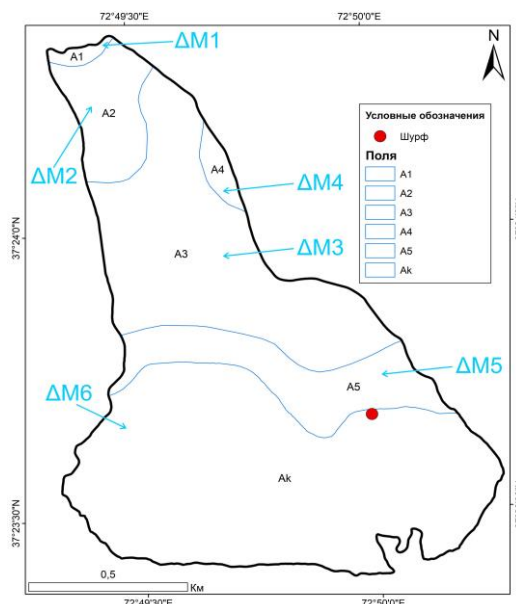 72°49'30"E 72°50'0"E
N
ΔM1
A1
A2
ΔM2
A4
ΔM4
Условные обозначения
Шурф
Поля
A1
A2
A3
A4
A5
Ak
37°24'0"N
A3
ΔM3
ΔM5
A5
ΔM6
Ak
37°23'30"N
0,5
Км
72°49'30"E 72°50'0"E